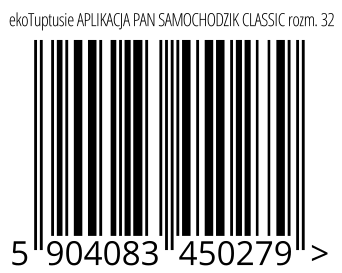 ekoTuptusie APLIKACJA PAN SAMOCHODZIK CLASSIC rozm. 32
5 904083 450279 >